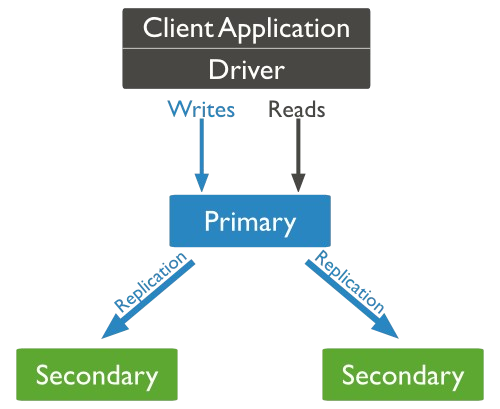 Client Application
Driver
Writes
Reads
Primary
Replication
Replication
Secondary
Secondary